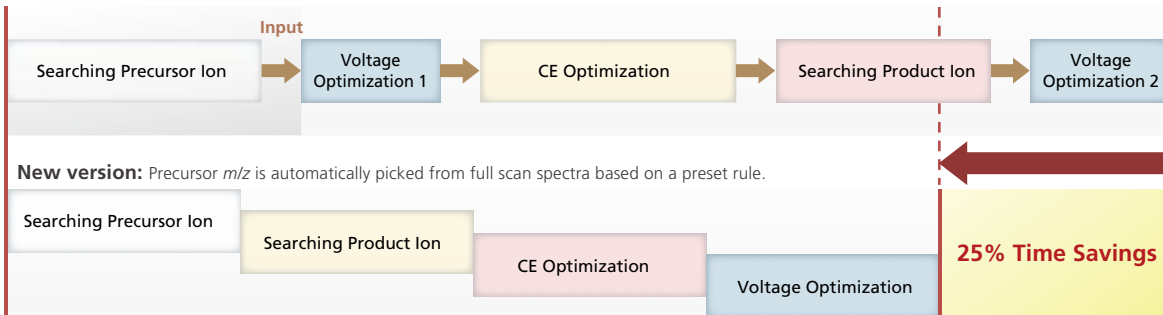 Input
Searching Precursor Ion
Voltage
Optimization 1
CE Optimization
Searching Product Ion
Voltage
Optimization 2
New version: Precursor m/z is automatically picked from full scan spectra based on a preset rule.
Searching Precursor Ion
Searching Product Ion
CE Optimization
Voltage Optimization
25% Time Savings